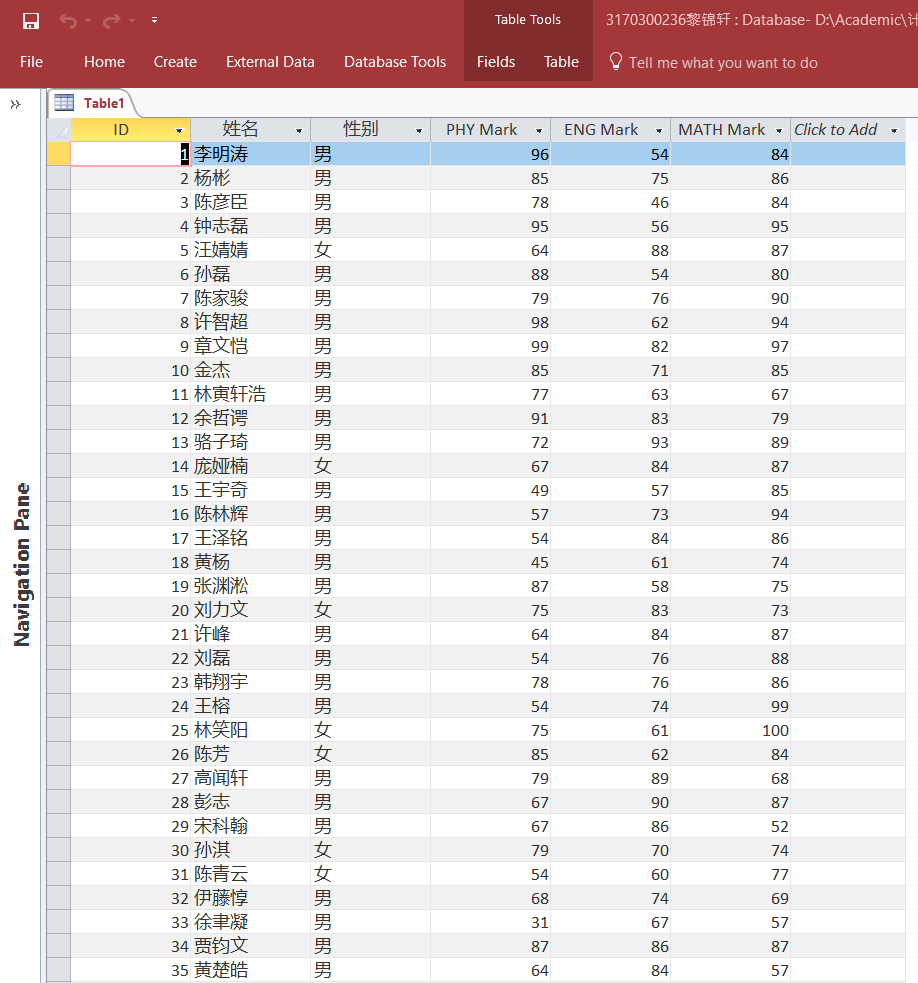 Table Tools 3170300236黎锦轩 : Database- D:\Academic\计
File Home Create External Data Database Tools Fields Table Tell me what you want to do
Table1
ID 姓名 性别 PHY Mark ENG Mark MATH Mark Click to Add
1 李明涛 男 96 54 84
2 杨彬 男 85 75 86
3 陈彦臣 男 78 46 84
4 钟志磊 男 95 56 95
5 汪婧婧 女 64 88 87
6 孙磊 男 88 54 80
7 陈家骏 男 79 76 90
8 许智超 男 98 62 94
9 章文恺 男 99 82 97
10 金杰 男 85 71 85
11 林寅轩浩 男 77 63 67
12 余哲谔 男 91 83 79
13 骆子琦 男 72 93 89
14 庞娅楠 女 67 84 87
15 王宇奇 男 49 57 85
16 陈林辉 男 57 73 94
17 王泽铭 男 54 84 86
18 黄杨 男 45 61 74
19 张渊淞 男 87 58 75
20 刘力文 女 75 83 73
21 许峰 男 64 84 87
22 刘磊 男 54 76 88
23 韩翔宇 男 78 76 86
24 王榕 男 54 74 99
25 林笑阳 女 75 61 100
26 陈芳 女 85 62 84
27 高闻轩 男 79 89 68
28 彭志 男 67 90 87
29 宋科翰 男 67 86 52
30 孙淇 女 79 70 74
31 陈青云 女 54 60 77
32 伊藤惇 男 68 74 69
33 徐聿凝 男 31 67 57
34 贾钧文 男 87 86 87
35 黄楚皓 男 64 84 57
Navigation Pane